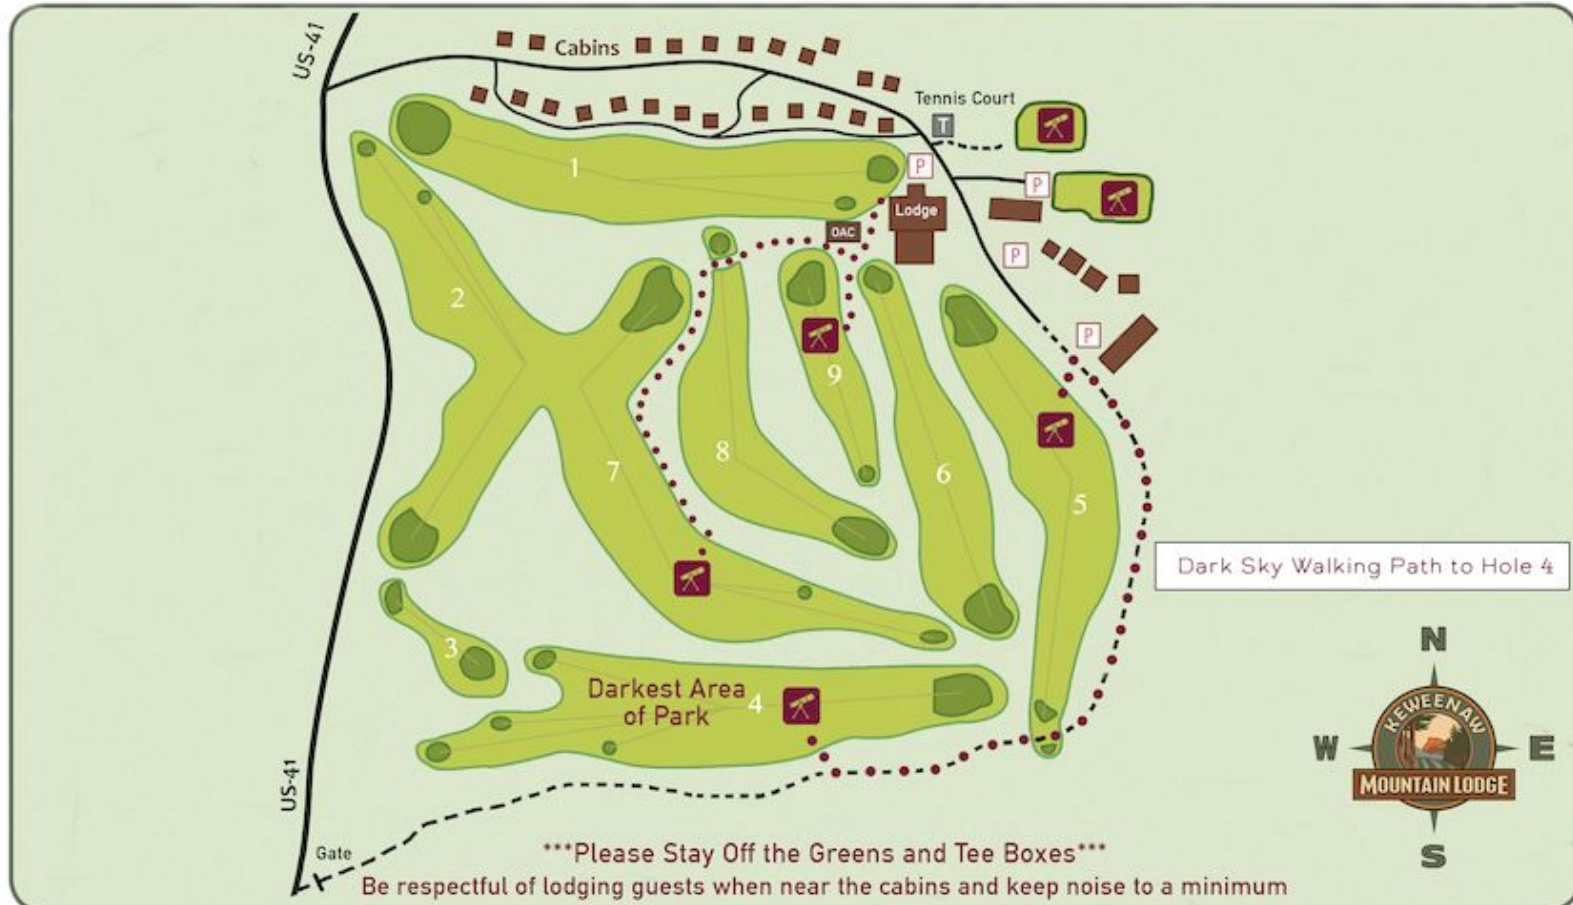 US-41
Cabins
Tennis Court
T
1
P
P
Lodge
OAC
P
2
P
9
8
7
6
5
Dark Sky Walking Path to Hole 4
3
Darkest Area
of Park
4
N
KEWEENAW
W
E
MOUNTAIN LODGE
S
US-41
Gate
***Please Stay Off the Greens and Tee Boxes***
Be respectful of lodging guests when near the cabins and keep noise to a minimum